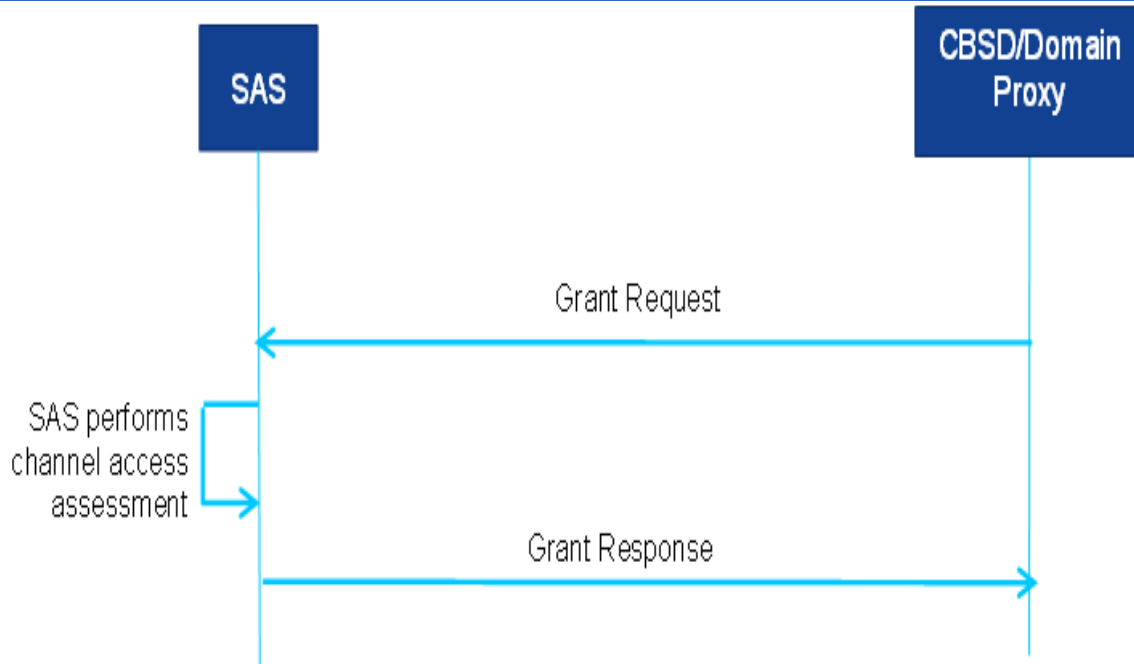 SAS
CBSD/Domain
Proxy
Grant Request
SAS performs
channel access
assessment
Grant Response